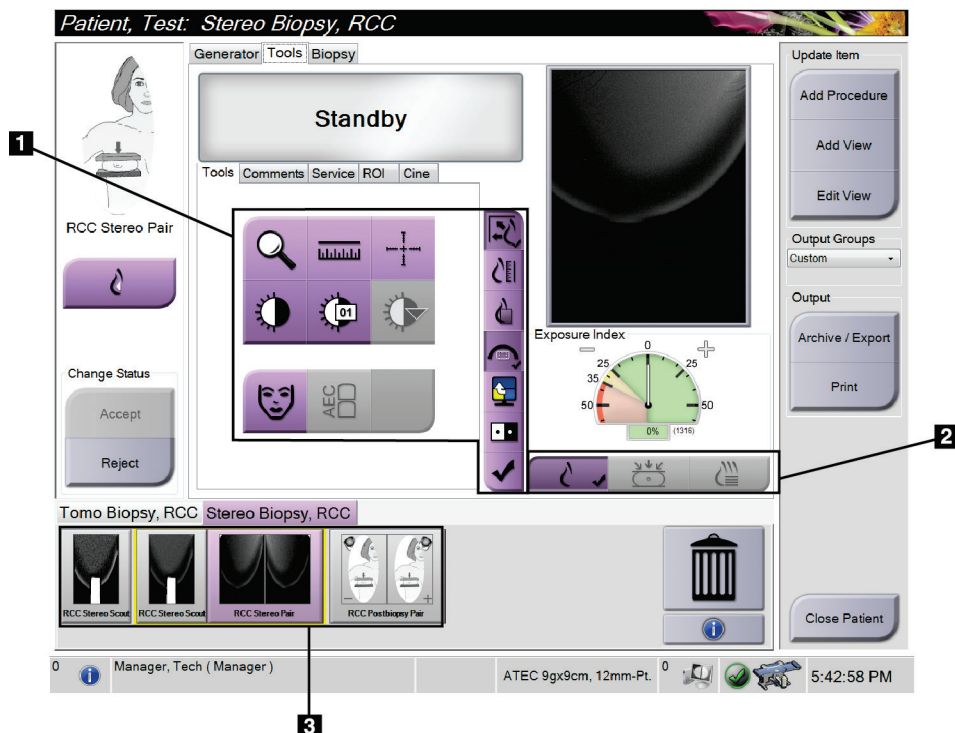 Patient, Test: Stereo Biopsy, RCC
Generator Tools Biopsy
Standby
Tools Comments Service ROI Cine
RCC Stereo Pair
1
01
AEC
Change Status
Accept
Reject
Exposure Index
0
25 25
35
50 50
0% (1316)
2
Update Item
Add Procedure
Add View
Edit View
Output Groups
Custom
Output
Archive / Export
Print
Close Patient
Tomo Biopsy, RCC Stereo Biopsy, RCC
RCC Stereo Scout RCC Stereo Scout RCC Stereo Pair RCC Postbiopsy Pair
0 Manager, Tech ( Manager ) ATEC 9gx9cm, 12mm-Pt. 0 5:42:58 PM
3